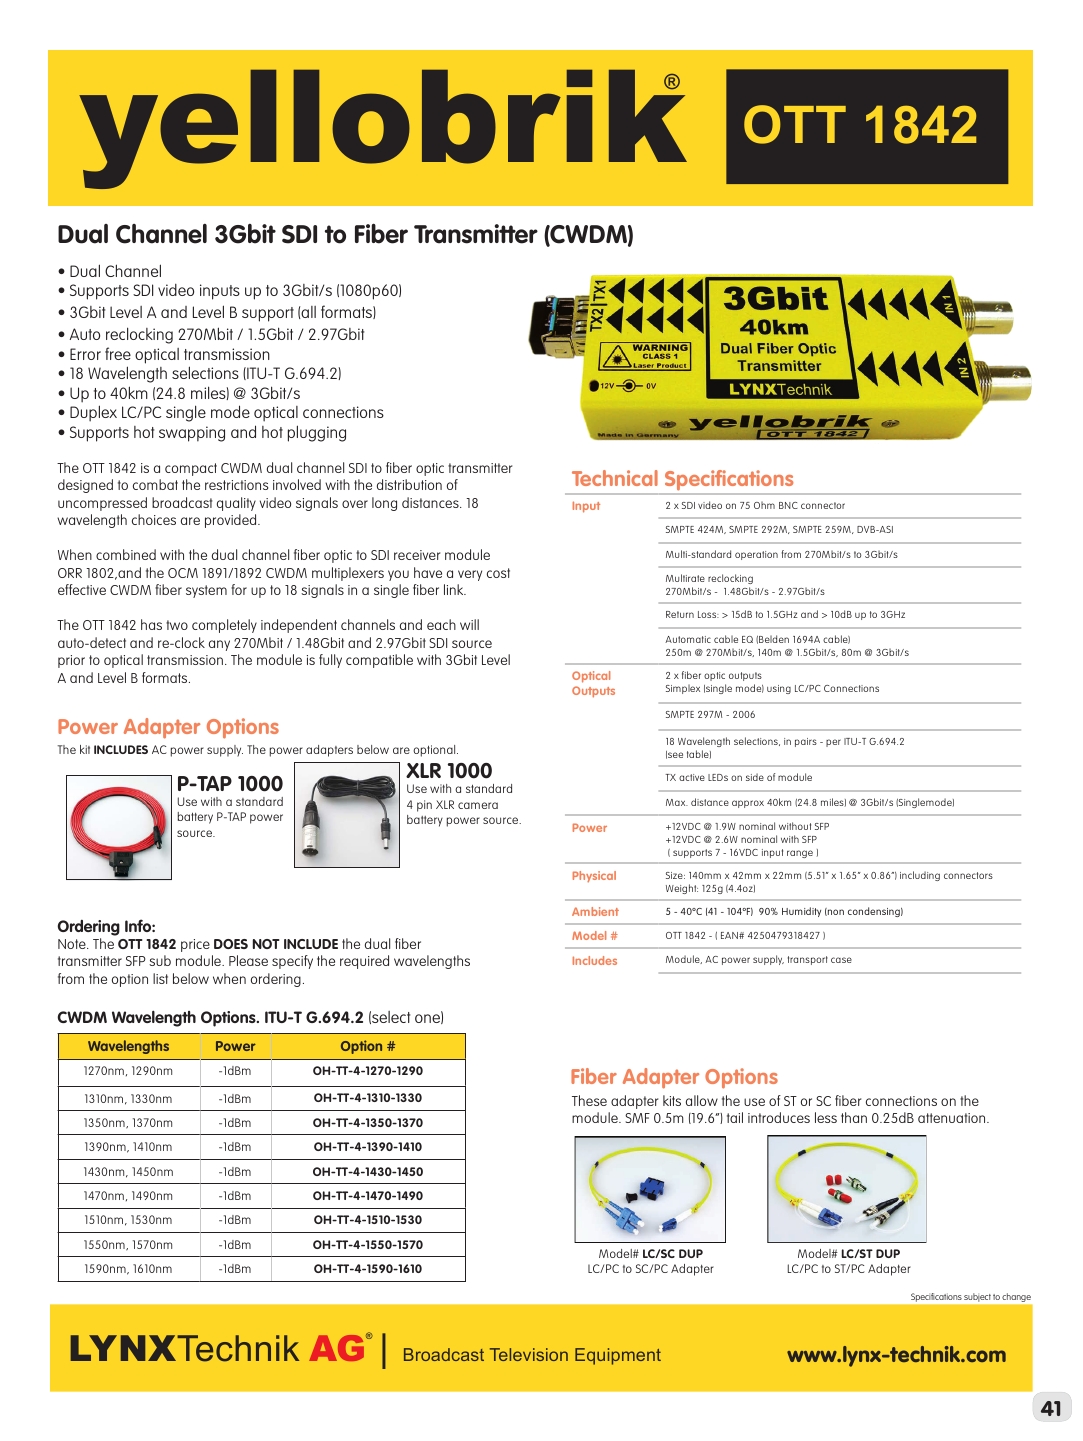 yellobrik®
OTT 1842
Dual Channel 3Gbit SDI to Fiber Transmitter (CWDM)
• Dual Channel
• Supports SDI video inputs up to 3Gbit/s (1080p60)
• 3Gbit Level A and Level B support (all formats)
• Auto reclocking 270Mbit / 1.5Gbit / 2.97Gbit
• Error free optical transmission
• 18 Wavelength selections (ITU-T G.694.2)
• Up to 40km (24.8 miles) @ 3Gbit/s
• Duplex LC/PC single mode optical connections
• Supports hot swapping and hot plugging
The OTT 1842 is a compact CWDM dual channel SDI to fiber optic transmitter
designed to combat the restrictions involved with the distribution of
uncompressed broadcast quality video signals over long distances. 18
wavelength choices are provided.
When combined with the dual channel fiber optic to SDI receiver module
ORR 1802,and the OCM 1891/1892 CWDM multiplexers you have a very cost
effective CWDM fiber system for up to 18 signals in a single fiber link.
The OTT 1842 has two completely independent channels and each will
auto-detect and re-clock any 270Mbit / 1.48Gbit and 2.97Gbit SDI source
prior to optical transmission. The module is fully compatible with 3Gbit Level
A and Level B formats.
Power Adapter Options
The kit INCLUDES AC power supply. The power adapters below are optional.
P-TAP 1000
Use with a standard
battery P-TAP power
source.
XLR 1000
Use with a standard
4 pin XLR camera
battery power source.
Ordering Info:
Note. The OTT 1842 price DOES NOT INCLUDE the dual fiber
transmitter SFP sub module. Please specify the required wavelengths
from the option list below when ordering.
CWDM Wavelength Options. ITU-T G.694.2 (select one)
Wavelengths Power Option #
1270nm, 1290nm -1dBm OH-TT-4-1270-1290
1310nm, 1330nm -1dBm OH-TT-4-1310-1330
1350nm, 1370nm -1dBm OH-TT-4-1350-1370
1390nm, 1410nm -1dBm OH-TT-4-1390-1410
1430nm, 1450nm -1dBm OH-TT-4-1430-1450
1470nm, 1490nm -1dBm OH-TT-4-1470-1490
1510nm, 1530nm -1dBm OH-TT-4-1510-1530
1550nm, 1570nm -1dBm OH-TT-4-1550-1570
1590nm, 1610nm -1dBm OH-TT-4-1590-1610
TX2 | TX1
3Gbit
40km
Dual Fiber Optic
Transmitter
LYNXTechnik
WARNING
CLASS 1
Laser Product
12V 0V
IN 1
IN 2
yellobrik
Made in Germany
OTT 1842
Technical Specifications
Input 2 x SDI video on 75 Ohm BNC connector
SMPTE 424M, SMPTE 292M, SMPTE 259M, DVB-ASI
Multi-standard operation from 270Mbit/s to 3Gbit/s
Multirate reclocking
270Mbit/s - 1.48Gbit/s - 2.97Gbit/s
Return Loss: > 15dB to 1.5GHz and > 10dB up to 3GHz
Automatic cable EQ (Belden 1694A cable)
250m @ 270Mbit/s, 140m @ 1.5Gbit/s, 80m @ 3Gbit/s
Optical 2 x fiber optic outputs
Outputs Simplex (single mode) using LC/PC Connections
SMPTE 297M - 2006
18 Wavelength selections, in pairs - per ITU-T G.694.2
(see table)
TX active LEDs on side of module
Max. distance approx 40km (24.8 miles) @ 3Gbit/s (Singlemode)
Power +12VDC @ 1.9W nominal without SFP
+12VDC @ 2.6W nominal with SFP
( supports 7 - 16VDC input range )
Physical Size: 140mm x 42mm x 22mm (5.51” x 1.65” x 0.86”) including connectors
Weight: 125g (4.4oz)
Ambient 5 - 40°C (41 - 104°F) 90% Humidity (non condensing)
Model # OTT 1842 - ( EAN# 4250479318427 )
Includes Module, AC power supply, transport case
Fiber Adapter Options
These adapter kits allow the use of ST or SC fiber connections on the
module. SMF 0.5m (19.6”) tail introduces less than 0.25dB attenuation.
Model# LC/SC DUP
LC/PC to SC/PC Adapter
Model# LC/ST DUP
LC/PC to ST/PC Adapter
Specifications subject to change
LYNXTechnik AG® | Broadcast Television Equipment
www.lynx-technik.com
41